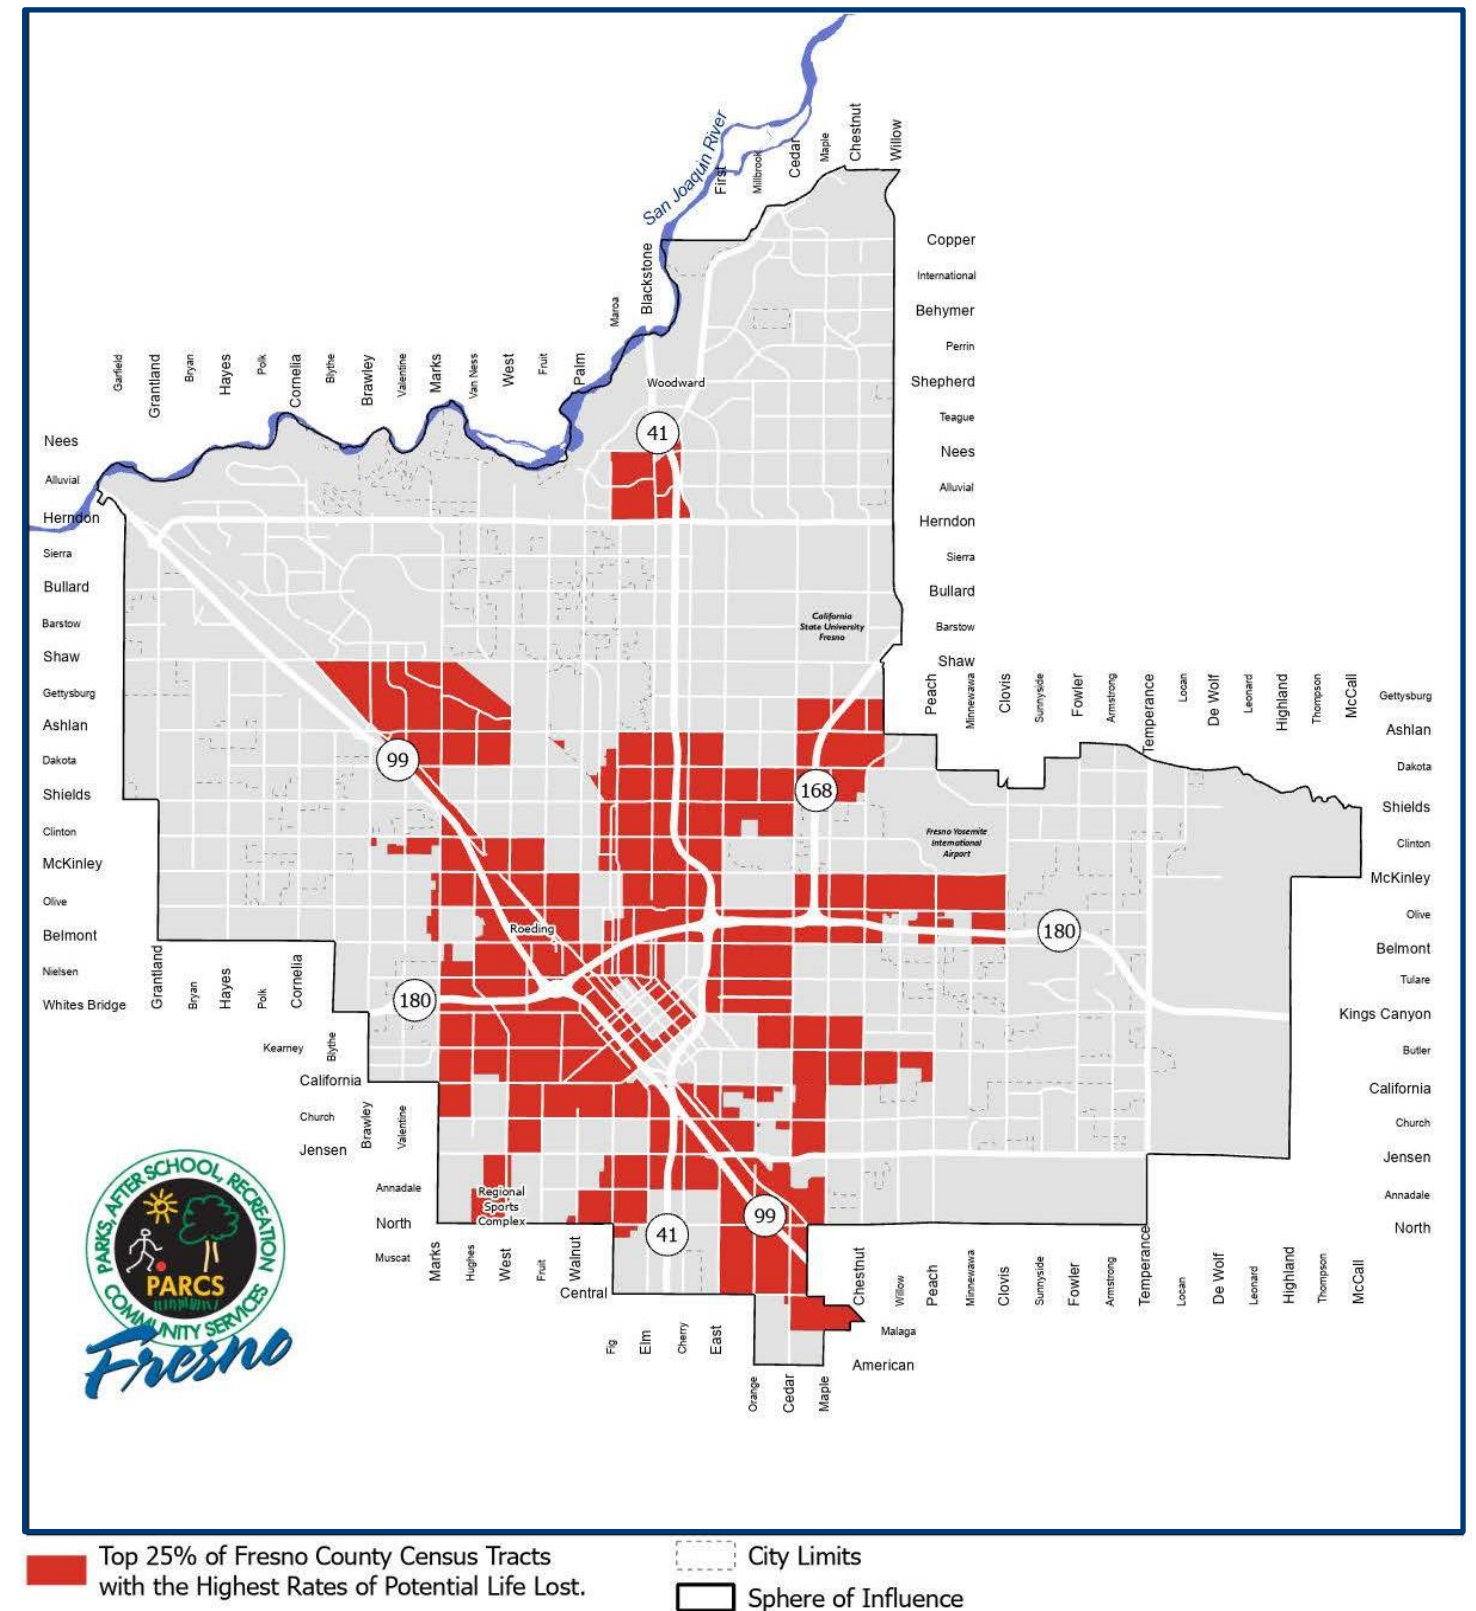 San Joaquin River
First
Millbrook
Cedar
Maple
Chestnut
Willow
Maroa
Blackstone
Garfield
Grantland
Bryan
Hayes
Polk
Cornelia
Blythe
Brawley
Valentine
Marks
Van Ness
West
Fruit
Palm
Copper
International
Behymer
Perrin
Shepherd
Teague
Nees
Alluvial
Herndon
Sierra
Bullard
Barstow
Shaw
Woodward
41
Nees
Alluvial
Herndon
Sierra
Bullard
Barstow
Shaw
Gettysburg
Ashlan
Dakota
Shields
Clinton
McKinley
Olive
Belmont
Nielsen
Whites Bridge
California
State University
Fresno
Peach
Minnewawa
Clovis
Sunnyside
Fowler
Armstrong
Temperance
Locan
De Wolf
Leonard
Highland
Thompson
McCall
Gettysburg
Ashlan
Dakota
Shields
Clinton
McKinley
Olive
Belmont
Tulare
Kings Canyon
Butler
California
Church
Jensen
Annadale
North
99
168
Fresno Yosemite
International
Airport
Roeding
180
180
Grantland
Bryan
Hayes
Polk
Cornelia
Kearney
Blythe
California
Church
Brawley
Valentine
Jensen
Annadale
North
Muscat
Regional
Sports
Complex
41
99
Marks
Hughes
West
Fruit
Walnut
Central
Fig
Elm
Cherry
East
Orange
Cedar
Maple
Malaga
American
Chestnut
Willow
Peach
Minnewawa
Clovis
Sunnyside
Fowler
Armstrong
Temperance
Locan
De Wolf
Leonard
Highland
Thompson
McCall
PARKS, AFTER SCHOOL, RECREATION
PARCS
COMMUNITY SERVICES
Fresno
Top 25% of Fresno County Census Tracts
with the Highest Rates of Potential Life Lost.
City Limits
Sphere of Influence